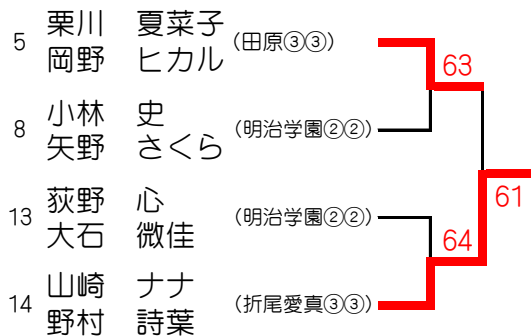 5 栗川 夏菜子 (田原③③)
岡野 ヒカル
63
8 小林 史 (明治学園②②)
矢野 さくら
61
13 荻野 心 (明治学園②②)
大石 微佳
64
14 山崎 ナナ (折尾愛真③③)
野村 詩葉